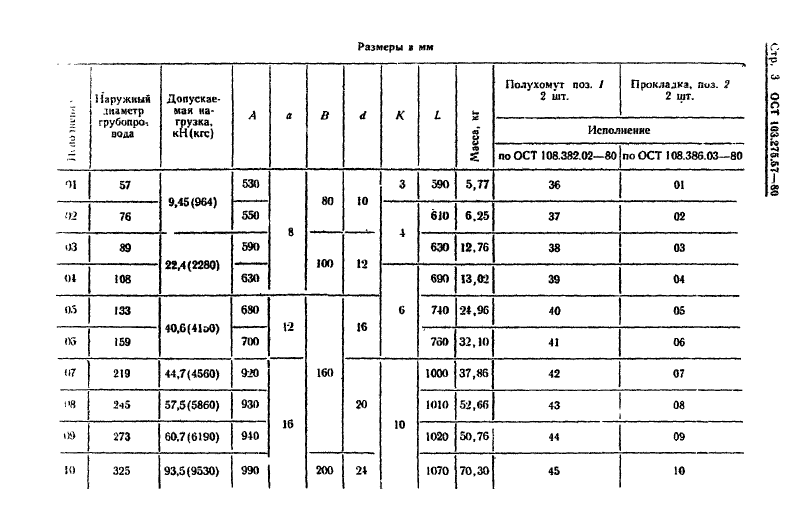 Размеры в мм
Стр. 3 ОСТ 108.275.57—80
Наружный диаметр трубопровода
Допускаемая нагрузка, кН (кгс)
A
a
B
d
K
L
Масса, кг
Полухомут поз. 1 2 шт.
Прокладка, поз. 2 2 шт.
Исполнение
по ОСТ 108.382.02—80
по ОСТ 108.386.03—80
01 57 9,45(964) 530 8 80 10 3 590 5,77 36 01
02 76 550 4 610 6,25 37 02
03 89 22,4(2280) 590 100 12 630 12,76 38 03
04 108 630 6 690 13,02 39 04
05 133 40,6(4150) 680 12 160 16 740 24,96 40 05
06 159 700 760 32,10 41 06
07 219 44,7(4560) 920 16 20 10 1000 37,86 42 07
08 245 57,5(5860) 930 1010 52,66 43 08
09 273 60,7(6190) 940 1020 50,76 44 09
10 325 93,5(9530) 990 200 24 1070 70,30 45 10